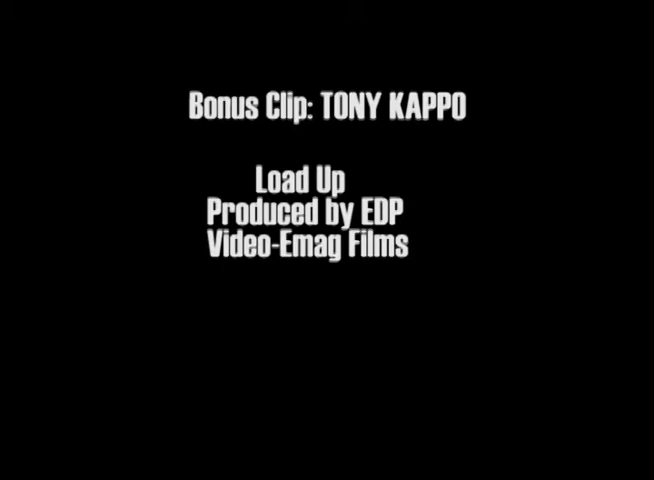 Bonus Clip: TONY KAPPO
Load Up
Produced by EDP
Video-Emag Films